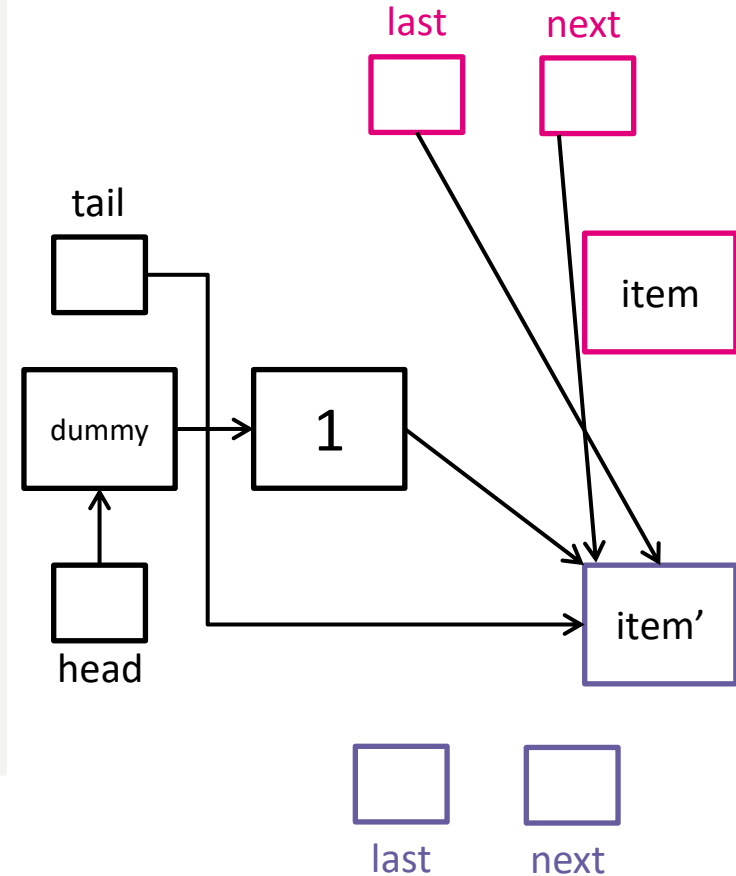 last
next
tail
item
dummy
1
item’
head
last
next